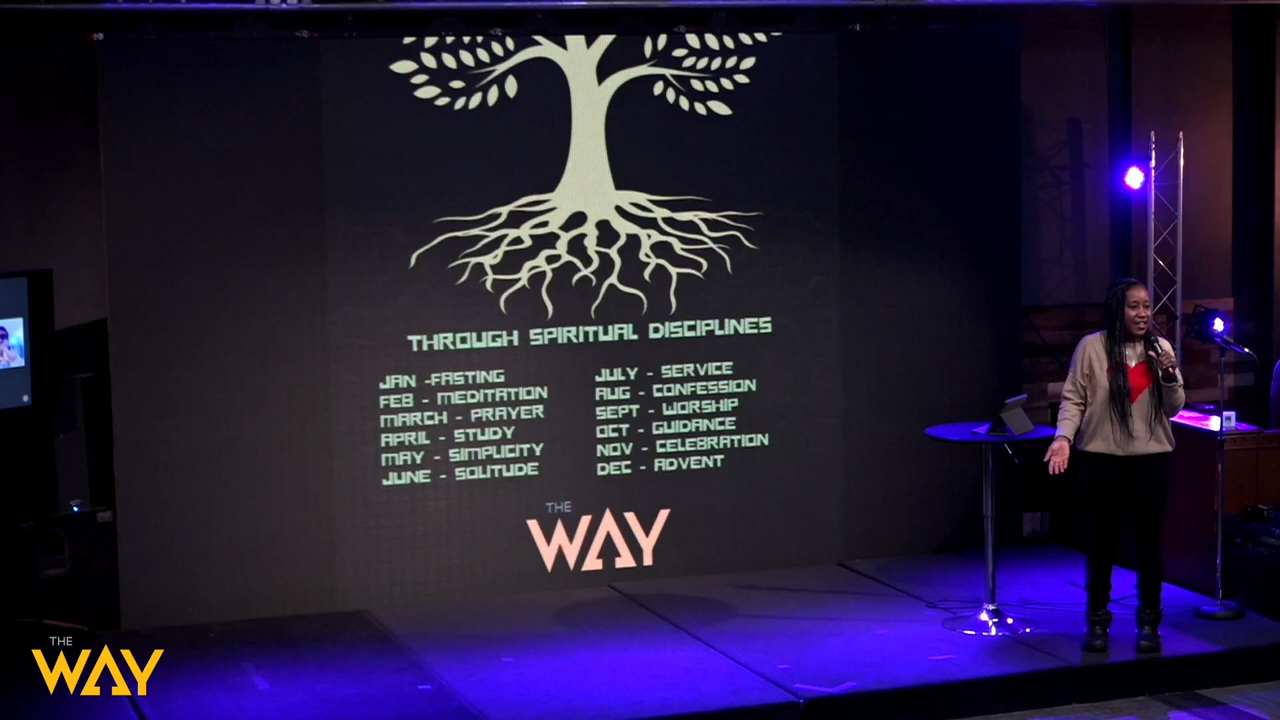 THROUGH SPIRITUAL DISCIPLINES
JAN -FASTING
FEB - MEDITATION
MARCH - PRAYER
APRIL - STUDY
MAY - SIMPLICITY
JUNE - SOLITUDE
JULY - SERVICE
AUG - CONFESSION
SEPT - WORSHIP
OCT - GUIDANCE
NOV - CELEBRATION
DEC - ADVENT
THE
WAY
THE
WAY